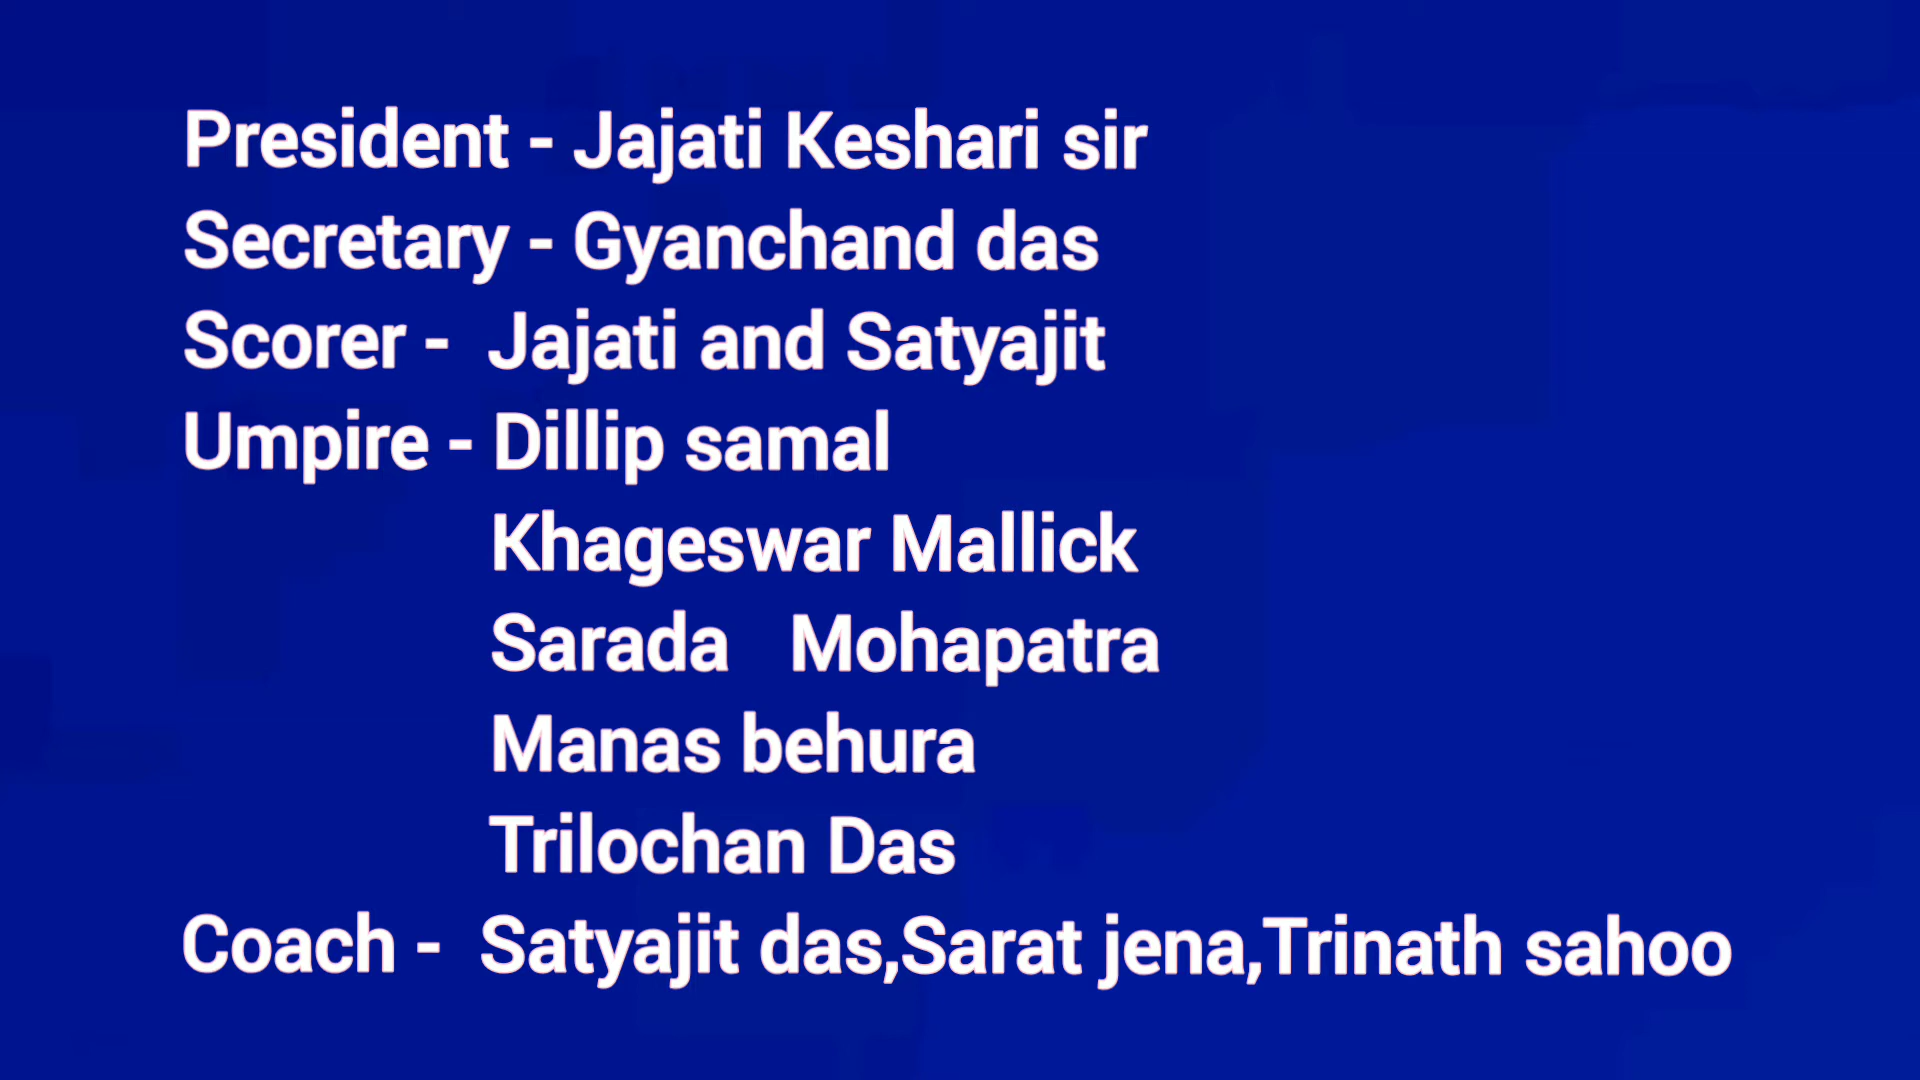 President - Jajati Keshari sir
Secretary - Gyanchand das
Scorer -  Jajati and Satyajit
Umpire - Dillip samal
Khageswar Mallick
Sarada   Mohapatra
Manas behura
Trilochan Das
Coach -  Satyajit das,Sarat jena,Trinath sahoo